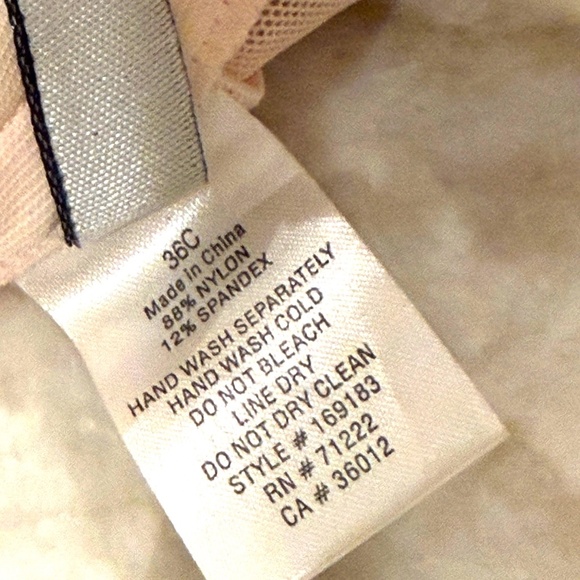 36C
Made in China
88% NYLON
12% SPANDEX
HAND WASH SEPARATELY
HAND WASH COLD
DO NOT BLEACH
LINE DRY
DO NOT DRY CLEAN
STYLE # 169183
RN # 71222
CA # 36012